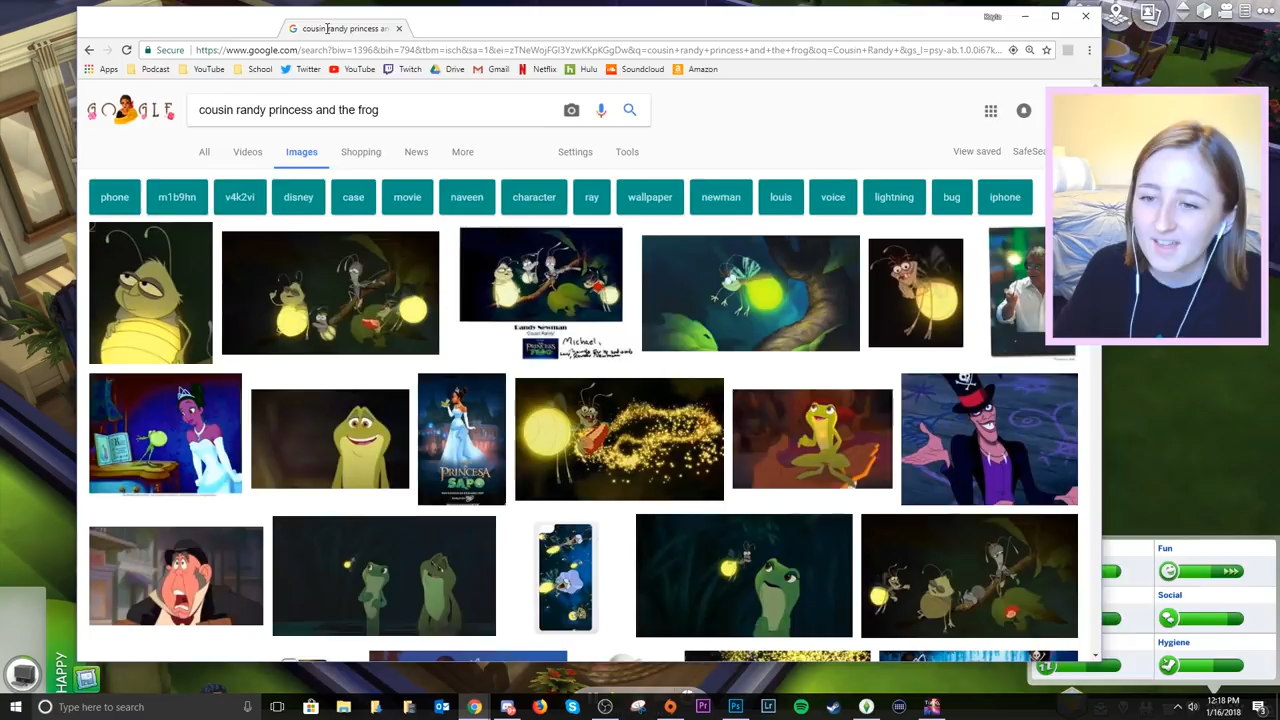 cousin randy princess an
Kayla
Secure
https://www.google.com/search?biw=1396&bih=794&tbm=isch&sa=1&ei=zTNeWojFGI3YzwKKpKgGDw&q=cousin+randy+princess+and+the+frog&oq=Cousin+Randy+&gs_l=psy-ab.1.0.0i67k...
Apps Podcast YouTube School Twitter YouTube Twitch Drive Gmail Netflix Hulu Soundcloud Amazon
cousin randy princess and the frog
All Videos Images Shopping News More Settings Tools View saved SafeSea
phone m1b9hn v4k2vi disney case movie naveen character ray wallpaper newman louis voice lightning bug iphone
Randy Newman
"Cousin Randy"
Michael,
PRINCESA
SAPO
Fun
Social
Hygiene
HAPPY
Type here to search
12:18 PM
1/16/2018